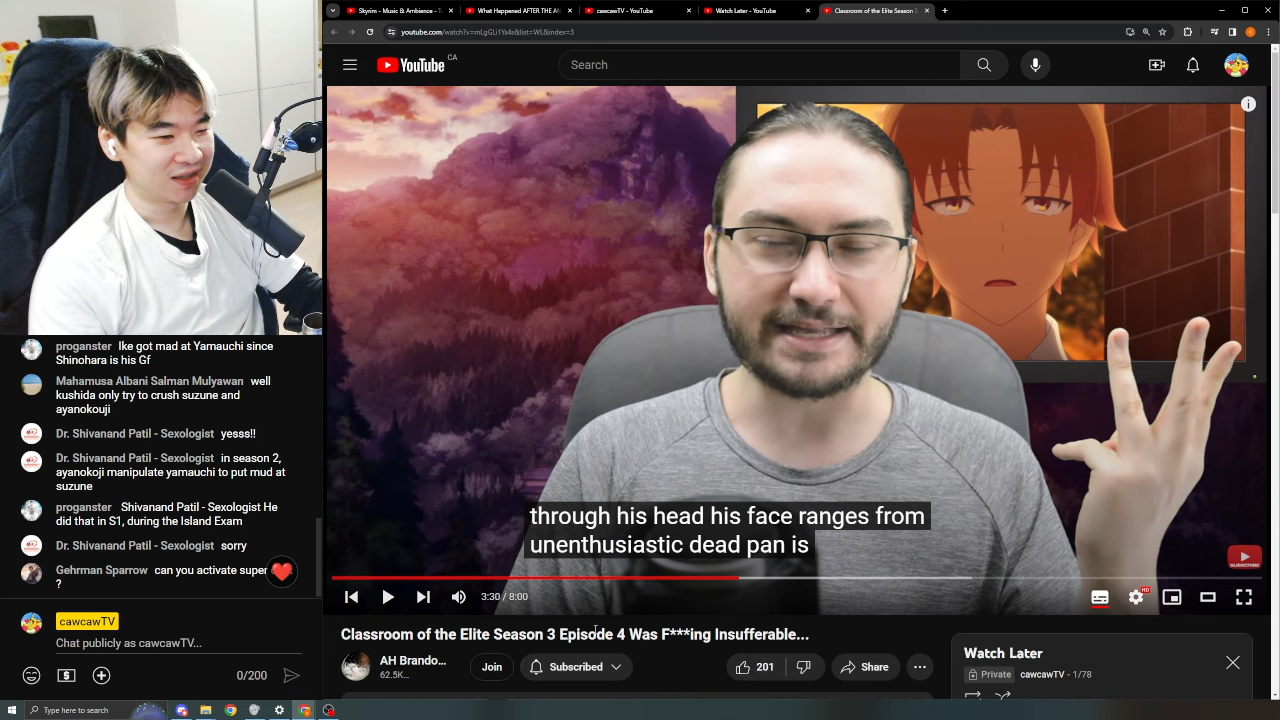 Skyrim - Music & Ambience - T
What Happened AFTER THE AN
cawcawTV - YouTube
Watch Later - YouTube
Classroom of the Elite Season 3
youtube.com/watch?v=mLgGLi1Ys4s&list=WL&index=3
YouTube CA
Search
through his head his face ranges from
unenthusiastic dead pan is
SUBSCRIBE
3:30 / 8:00
HD
Classroom of the Elite Season 3 Episode 4 Was F***ing Insufferable...
AH Brando...
62.5K...
Join
Subscribed
201
Share
Watch Later
Private cawcawTV - 1/78
proganster Ike got mad at Yamauchi since
Shinohara is his Gf
Mahamusa Albani Salman Mulyawan well
kushida only try to crush suzune and
ayanokouji
Dr. Shivanand Patil - Sexologist yesss!!
Dr. Shivanand Patil - Sexologist in season 2,
ayanokoji manipulate yamauchi to put mud at
suzune
proganster Shivanand Patil - Sexologist He
did that in S1, during the Island Exam
Dr. Shivanand Patil - Sexologist sorry
Gehrman Sparrow can you activate super
?
cawcawTV
Chat publicly as cawcawTV...
0/200
Type here to search